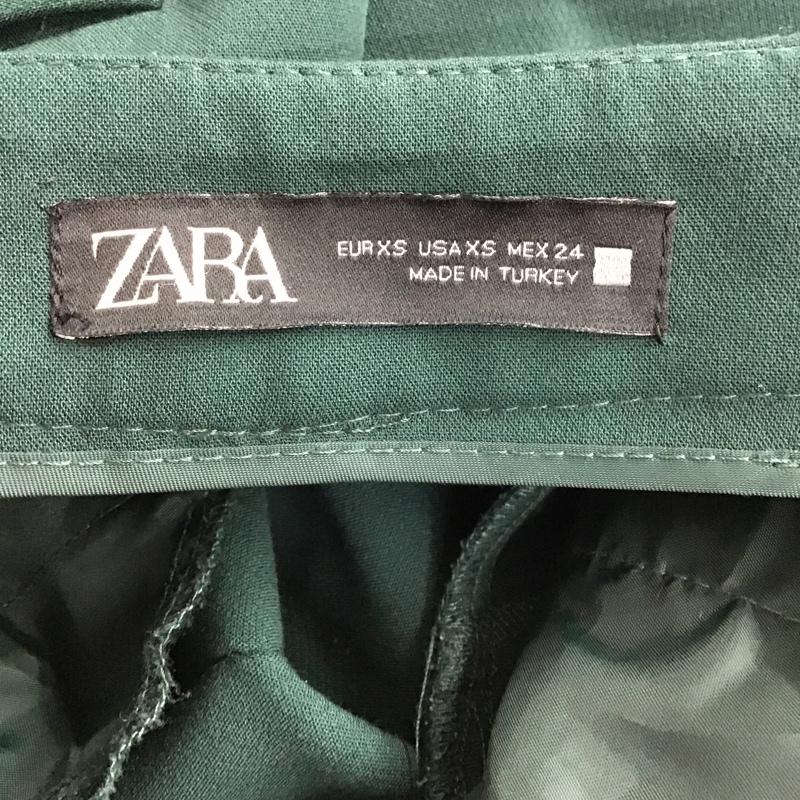 ZARA
EUR XS USA XS MEX 24
MADE IN TURKEY